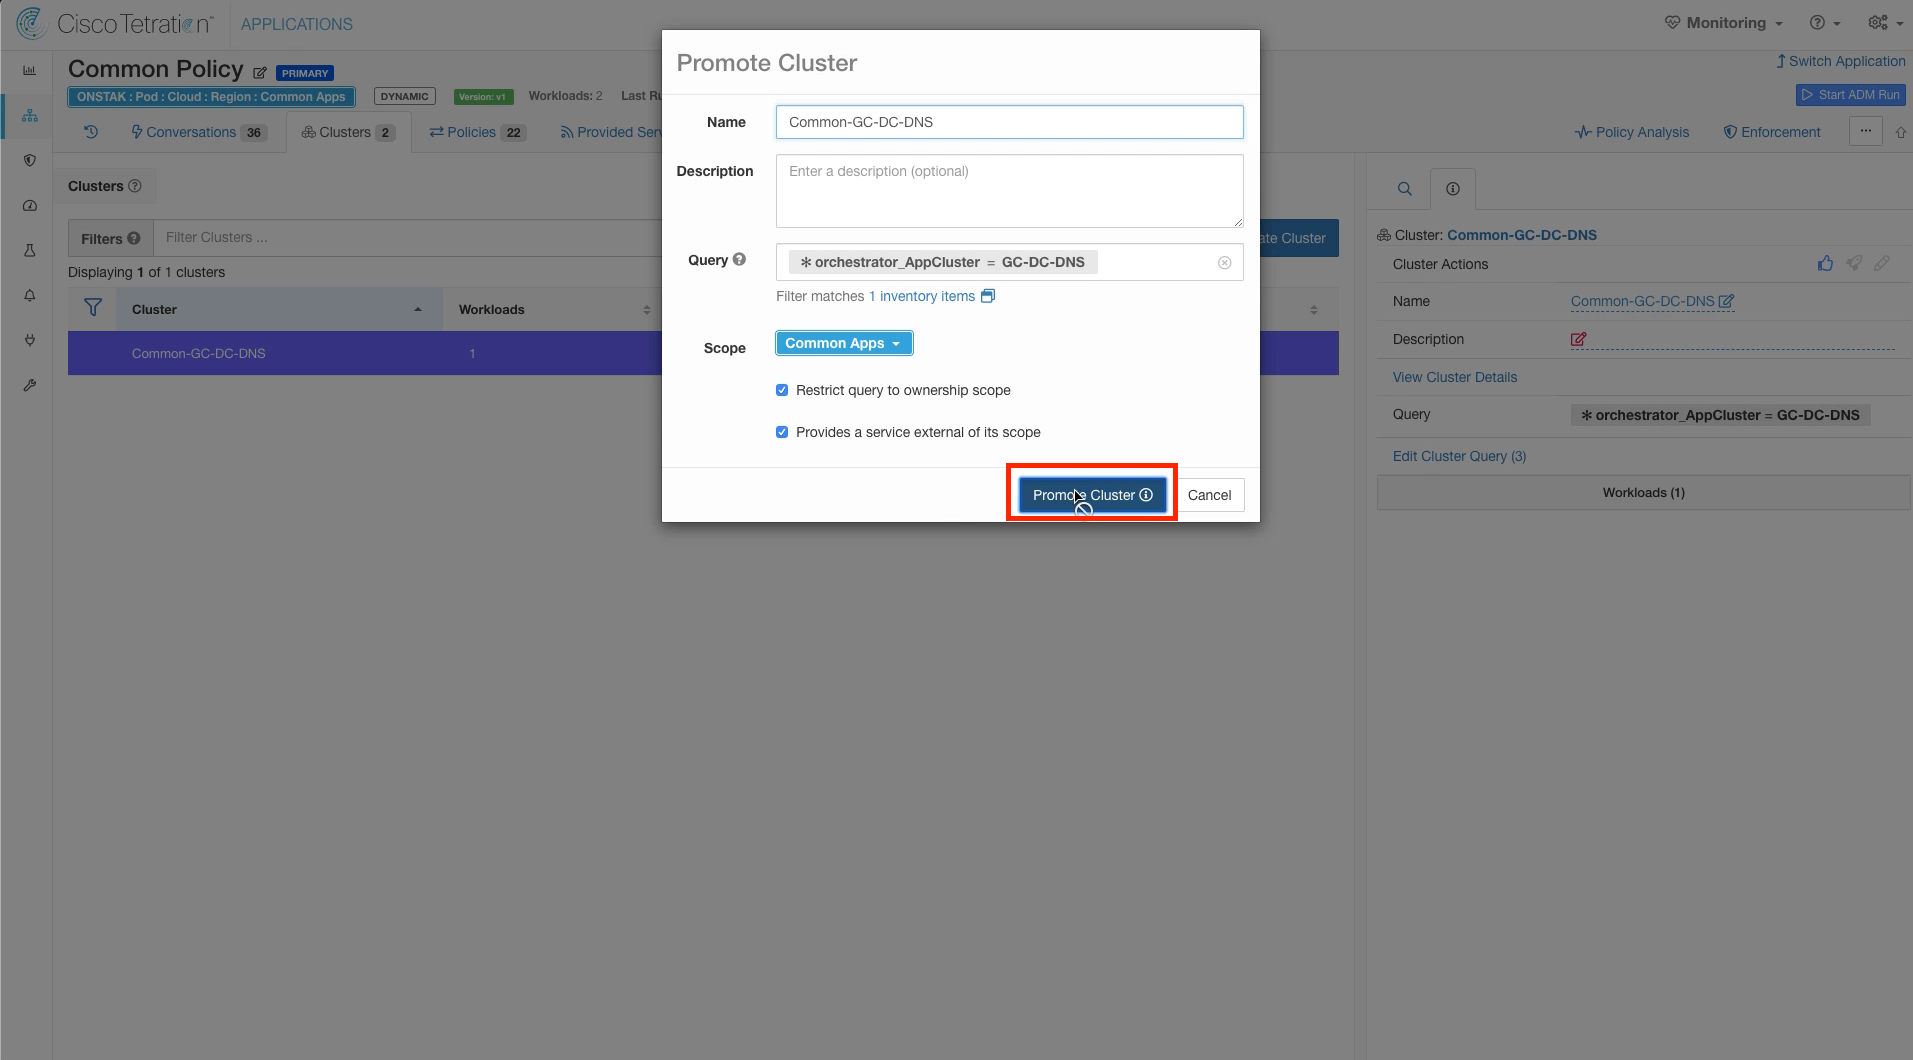 Cisco Tetration™
APPLICATIONS
Monitoring
Common Policy
PRIMARY
Switch Application
ONSTAK : Pod : Cloud : Region : Common Apps
DYNAMIC
Version: v1
Workloads: 2
Last Ru
Start ADM Run
Conversations 36
Clusters 2
Policies 22
Provided Serv
Policy Analysis
Enforcement
...
Clusters
Filters
Filter Clusters ...
ate Cluster
Displaying 1 of 1 clusters
Cluster
Workloads
Common-GC-DC-DNS
1
Promote Cluster
Name
Common-GC-DC-DNS
Description
Enter a description (optional)
Query
* orchestrator_AppCluster = GC-DC-DNS
Filter matches 1 inventory items
Scope
Common Apps
Restrict query to ownership scope
Provides a service external of its scope
Promote Cluster
Cancel
Cluster: Common-GC-DC-DNS
Cluster Actions
Name
Common-GC-DC-DNS
Description
View Cluster Details
Query
* orchestrator_AppCluster = GC-DC-DNS
Edit Cluster Query (3)
Workloads (1)